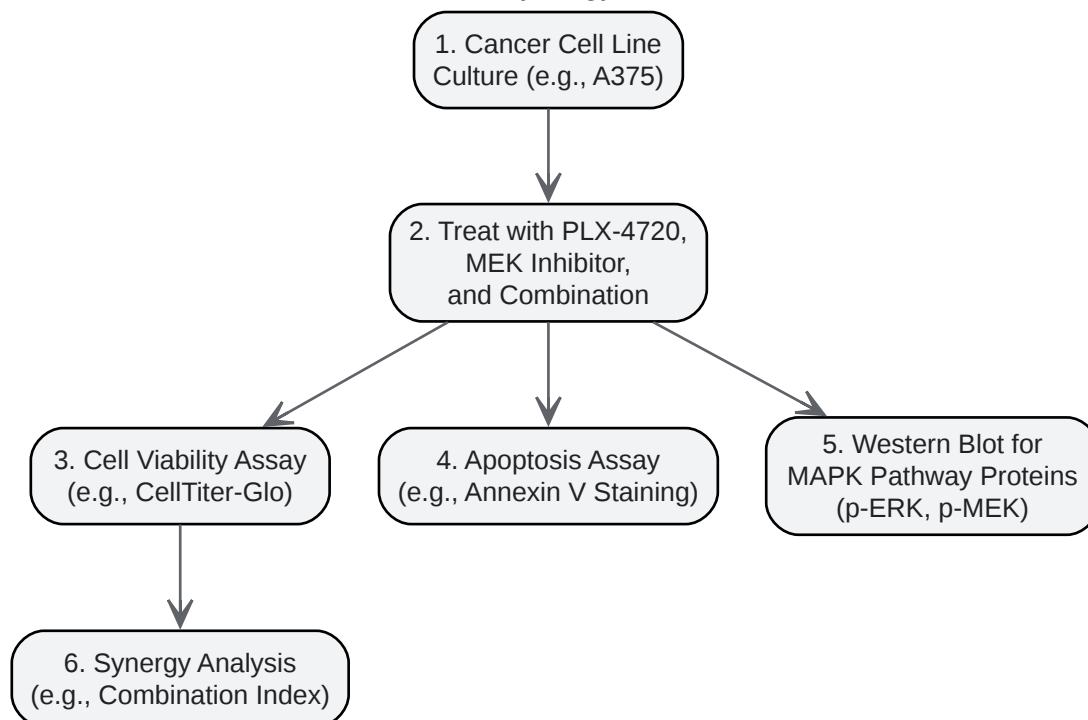 1. Cancer Cell Line
Culture (e.g., A375)
2. Treat with PLX-4720,
MEK Inhibitor,
and Combination
3. Cell Viability Assay
(e.g., CellTiter-Glo)
4. Apoptosis Assay
(e.g., Annexin V Staining)
5. Western Blot for
MAPK Pathway Proteins
(p-ERK, p-MEK)
6. Synergy Analysis
(e.g., Combination Index)